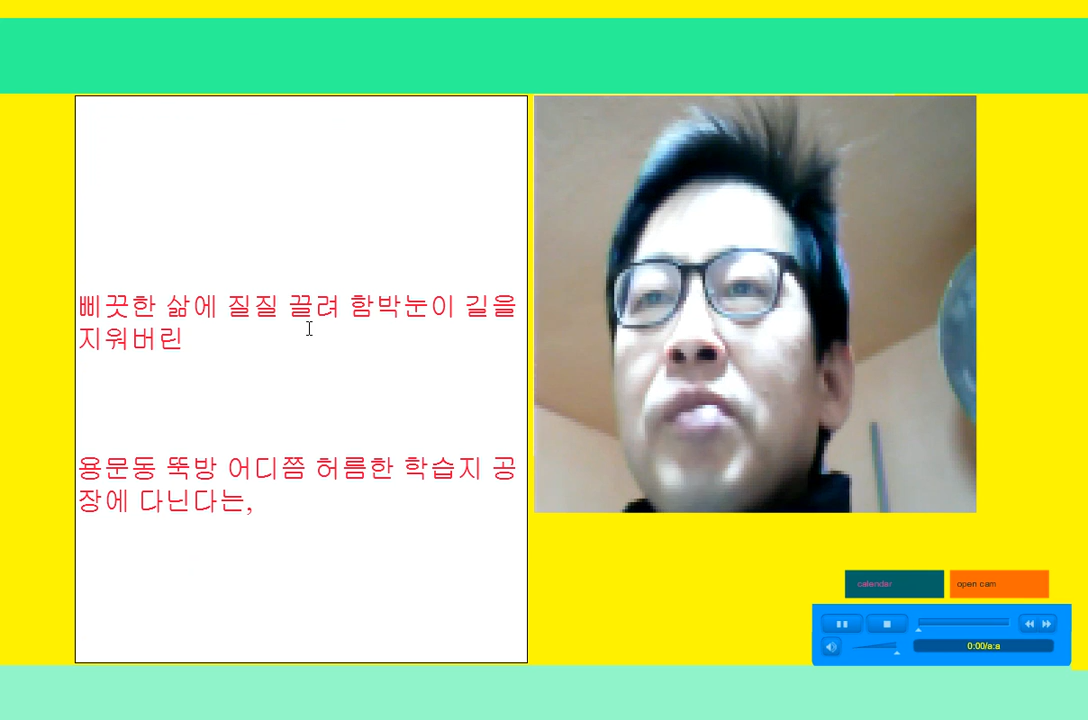 삐끗한 삶에 질질 끌려 함박눈이 길을
지워버린
용문동 뚝방 어디쯤 허름한 학습지 공
장에 다닌다는,
calendar
open cam
0:00/a:a